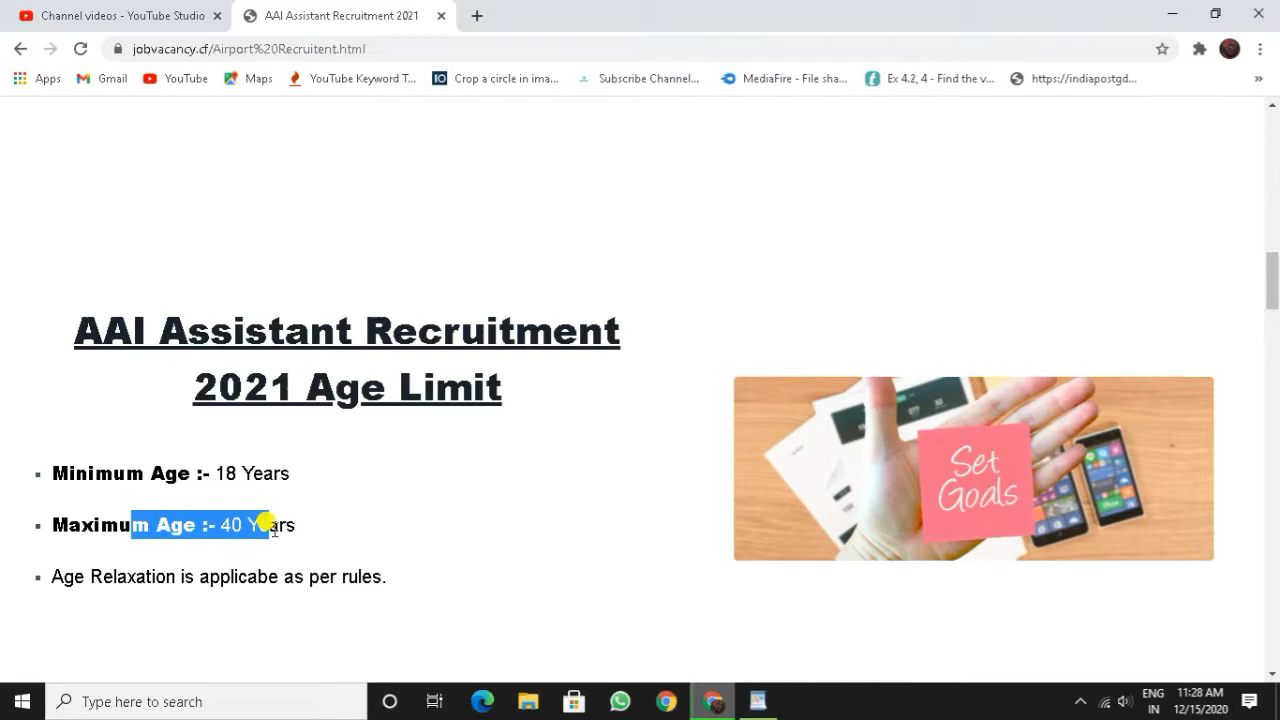 Channel videos - YouTube Studio
AAI Assistant Recruitment 2021
jobvacancy.cf/Airport%20Recruitent.html
Apps
Gmail
YouTube
Maps
YouTube Keyword T...
IO
Crop a circle in ima...
Subscribe Channel...
MediaFire - File sha...
Ex 4.2, 4 - Find the v...
https://indiapostgd...
AAI Assistant Recruitment
2021 Age Limit
Minimum Age :- 18 Years
Maximum Age :- 40 Years
Age Relaxation is applicabe as per rules.
Set
Goals
Type here to search
ENG
IN
11:28 AM
12/15/2020